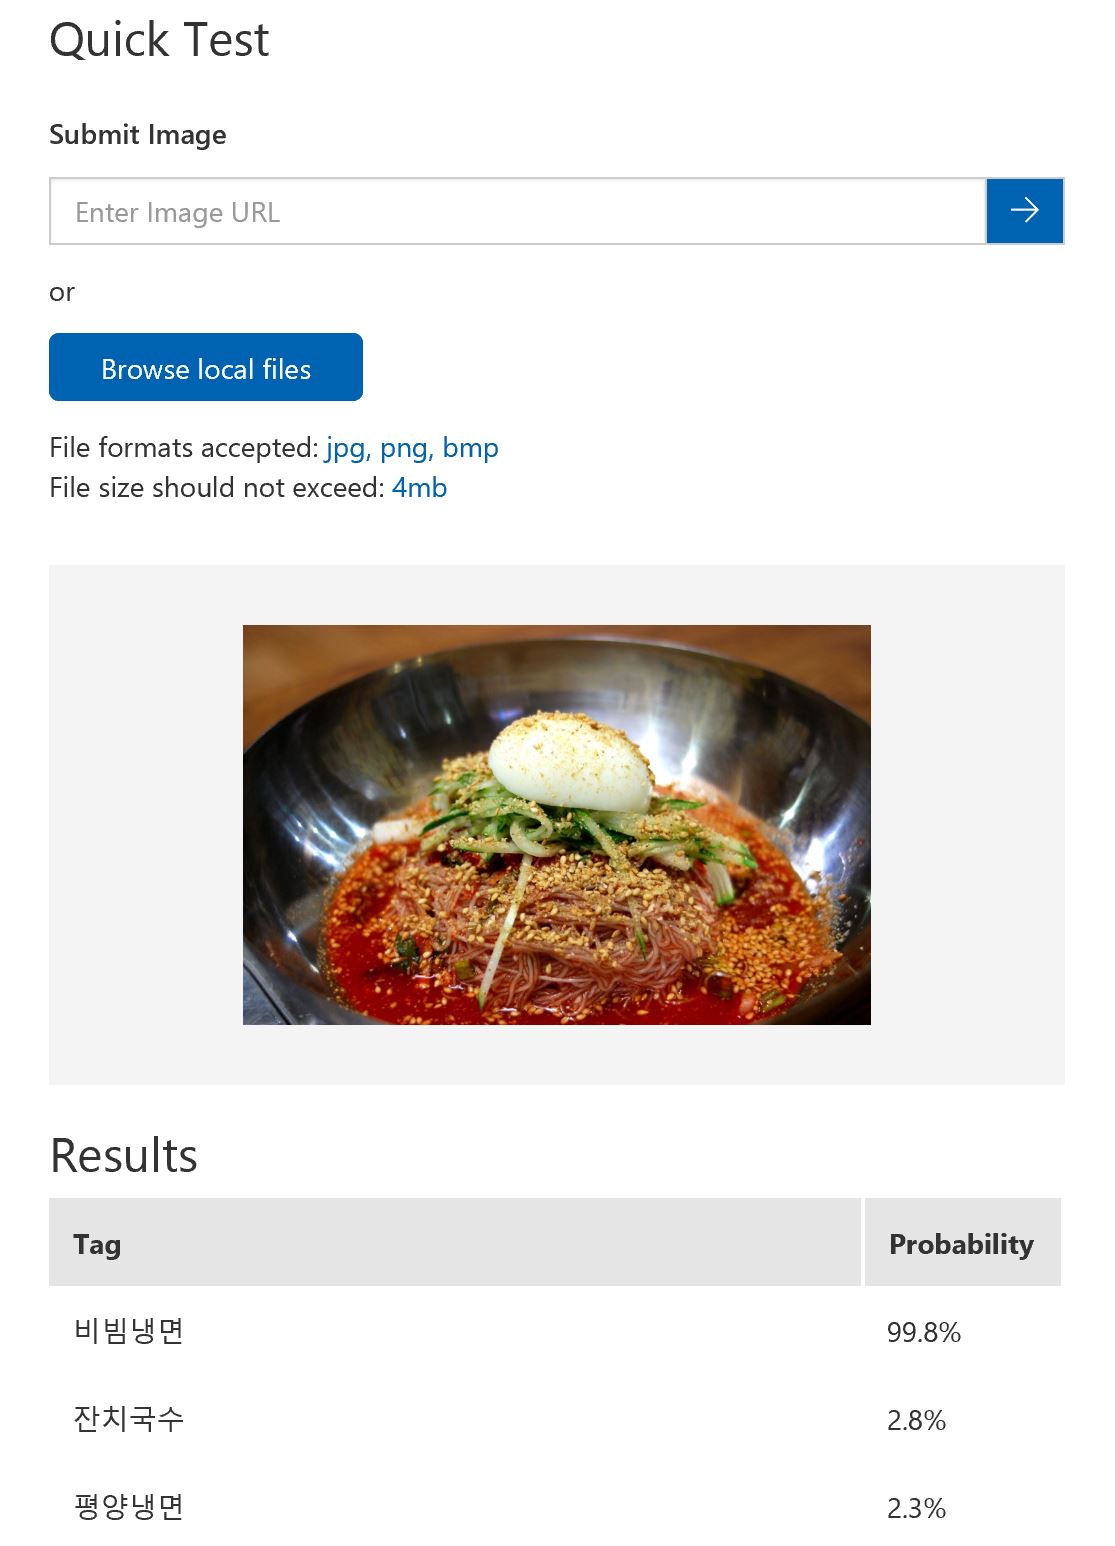 Quick Test
Submit Image
Enter Image URL
or
Browse local files
File formats accepted: jpg, png, bmp
File size should not exceed: 4mb
Results
Tag Probability
비빔냉면 99.8%
잔치국수 2.8%
평양냉면 2.3%